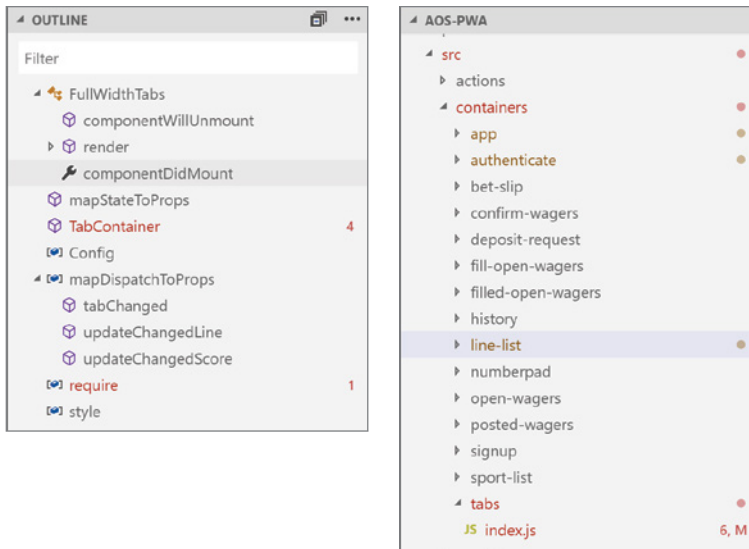 OUTLINE
Filter
FullWidthTabs
componentWillUnmount
render
componentDidMount
mapStateToProps
TabContainer 4
Config
mapDispatchToProps
tabChanged
updateChangedLine
updateChangedScore
require 1
style
AOS-PWA
src
actions
containers
app
authenticate
bet-slip
confirm-wagers
deposit-request
fill-open-wagers
filled-open-wagers
history
line-list
numberpad
open-wagers
posted-wagers
signup
sport-list
tabs
JS index.js 6, M